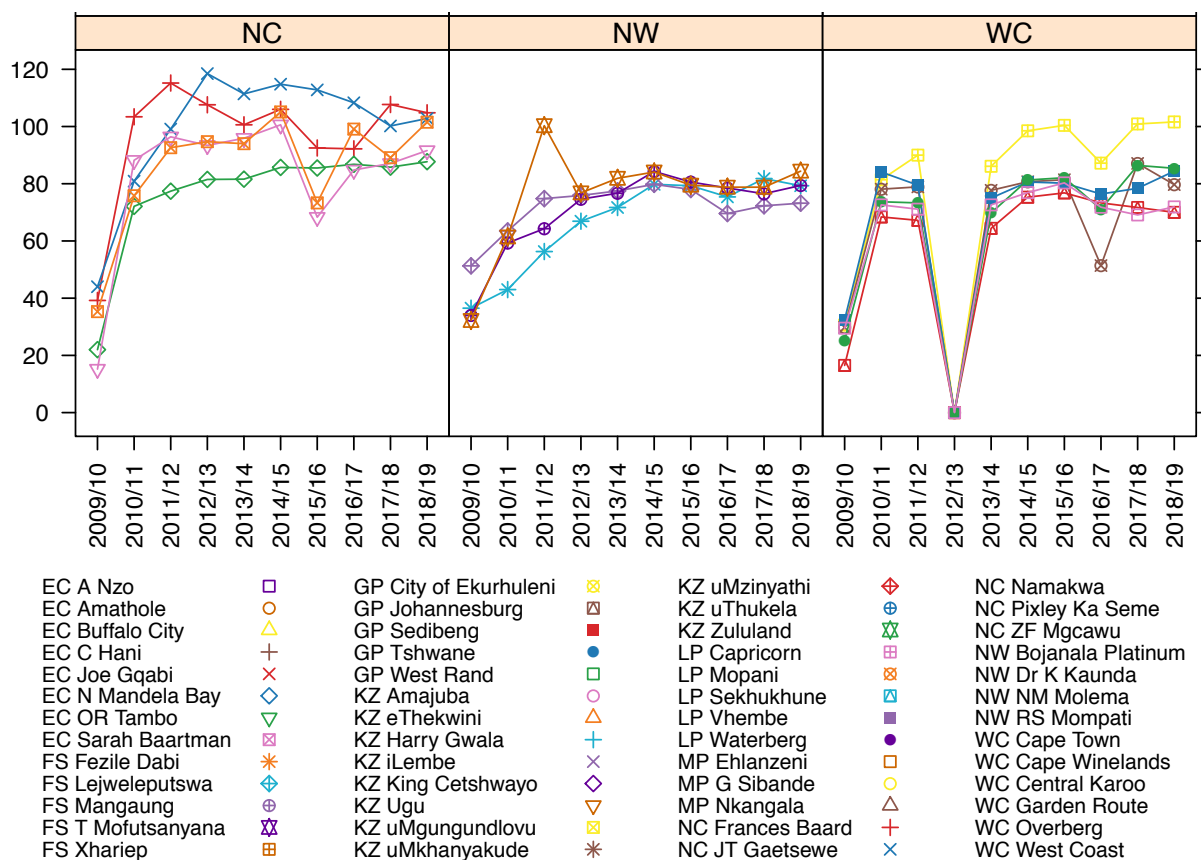 NC NW WC
120
100
80
60
40
20
0
2009/10 2010/11 2011/12 2012/13 2013/14 2014/15 2015/16 2016/17 2017/18 2018/19 2009/10 2010/11 2011/12 2012/13 2013/14 2014/15 2015/16 2016/17 2017/18 2018/19 2009/10 2010/11 2011/12 2012/13 2013/14 2014/15 2015/16 2016/17 2017/18 2018/19
EC A Nzo GP City of Ekurhuleni KZ uMzinyathi NC Namakwa
EC Amathole GP Johannesburg KZ uThukela NC Pixley Ka Seme
EC Buffalo City GP Sedibeng KZ Zululand NC ZF Mgcawu
EC C Hani GP Tshwane LP Capricorn NW Bojanala Platinum
EC Joe Gqabi GP West Rand LP Mopani NW Dr K Kaunda
EC N Mandela Bay KZ Amajuba LP Sekhukhune NW NM Molema
EC OR Tambo KZ eThekwini LP Vhembe NW RS Mompati
EC Sarah Baartman KZ Harry Gwala LP Waterberg WC Cape Town
FS Fezile Dabi KZ iLembe MP Ehlanzeni WC Cape Winelands
FS Lejweleputswa KZ King Cetshwayo MP G Sibande WC Central Karoo
FS Mangaung KZ Ugu MP Nkangala WC Garden Route
FS T Mofutsanyana KZ uMgungundlovu NC Frances Baard WC Overberg
FS Xhariep KZ uMkhanyakude NC JT Gaetsewe WC West Coast